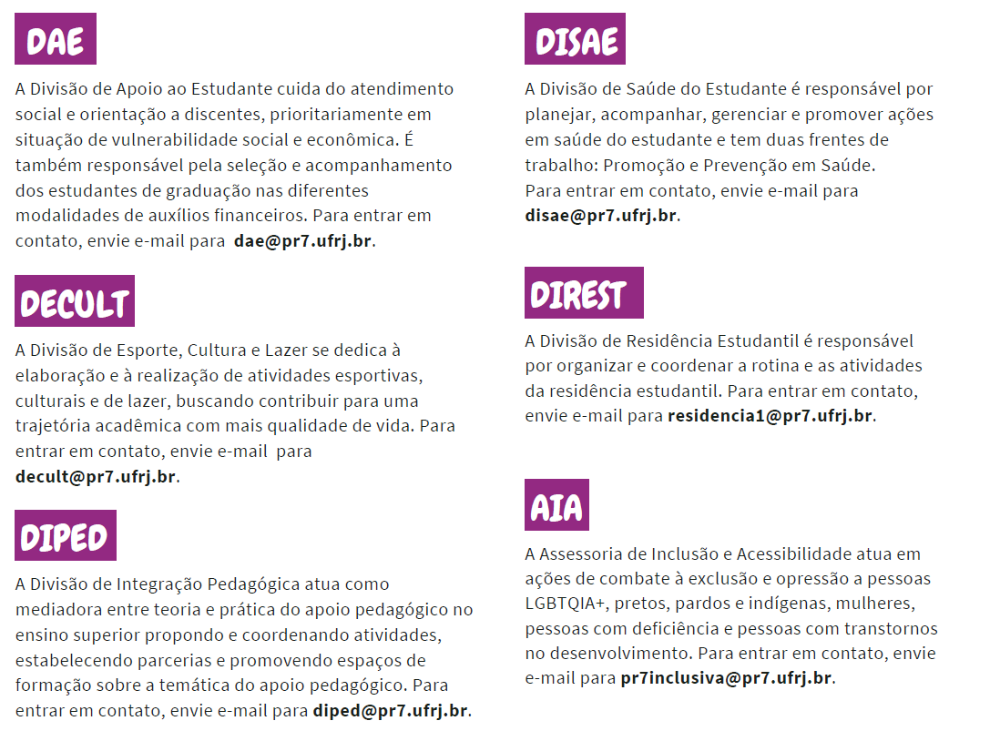 DAE
A Divisão de Apoio ao Estudante cuida do atendimento
social e orientação a discentes, prioritariamente em
situação de vulnerabilidade social e econômica. É
também responsável pela seleção e acompanhamento
dos estudantes de graduação nas diferentes
modalidades de auxílios financeiros. Para entrar em
contato, envie e-mail para dae@pr7.ufrj.br.
DECULT
A Divisão de Esporte, Cultura e Lazer se dedica à
elaboração e à realização de atividades esportivas,
culturais e de lazer, buscando contribuir para uma
trajetória acadêmica com mais qualidade de vida. Para
entrar em contato, envie e-mail para
decult@pr7.ufrj.br.
DIPED
A Divisão de Integração Pedagógica atua como
mediadora entre teoria e prática do apoio pedagógico no
ensino superior propondo e coordenando atividades,
estabelecendo parcerias e promovendo espaços de
formação sobre a temática do apoio pedagógico. Para
entrar em contato, envie e-mail para diped@pr7.ufrj.br.
DISAE
A Divisão de Saúde do Estudante é responsável por
planejar, acompanhar, gerenciar e promover ações
em saúde do estudante e tem duas frentes de
trabalho: Promoção e Prevenção em Saúde.
Para entrar em contato, envie e-mail para
disae@pr7.ufrj.br.
DIREST
A Divisão de Residência Estudantil é responsável
por organizar e coordenar a rotina e as atividades
da residência estudantil. Para entrar em contato,
envie e-mail para residencia1@pr7.ufrj.br.
AIA
A Assessoria de Inclusão e Acessibilidade atua em
ações de combate à exclusão e opressão a pessoas
LGBTQIA+, pretos, pardos e indígenas, mulheres,
pessoas com deficiência e pessoas com transtornos
no desenvolvimento. Para entrar em contato, envie
e-mail para pr7inclusiva@pr7.ufrj.br.